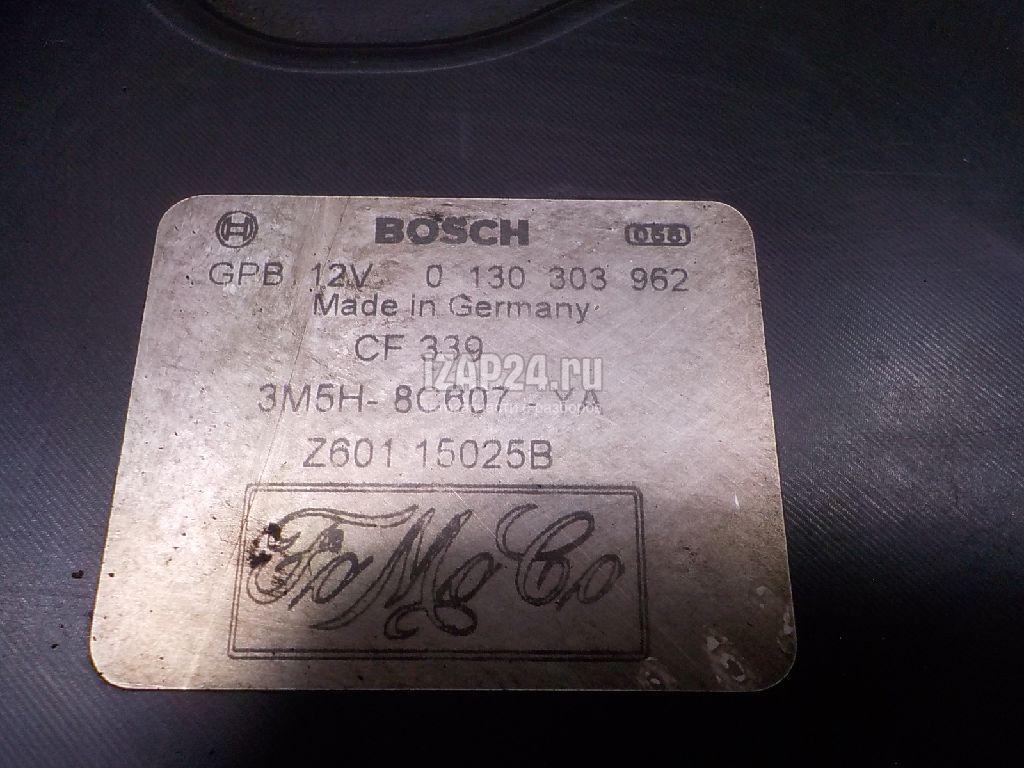 BOSCH 068
GPB 12V 0 130 303 962
Made in Germany
CF 339
iZAP24.ru
3M5H- 8C607 - YA
Z601 15025B
FoMoCo